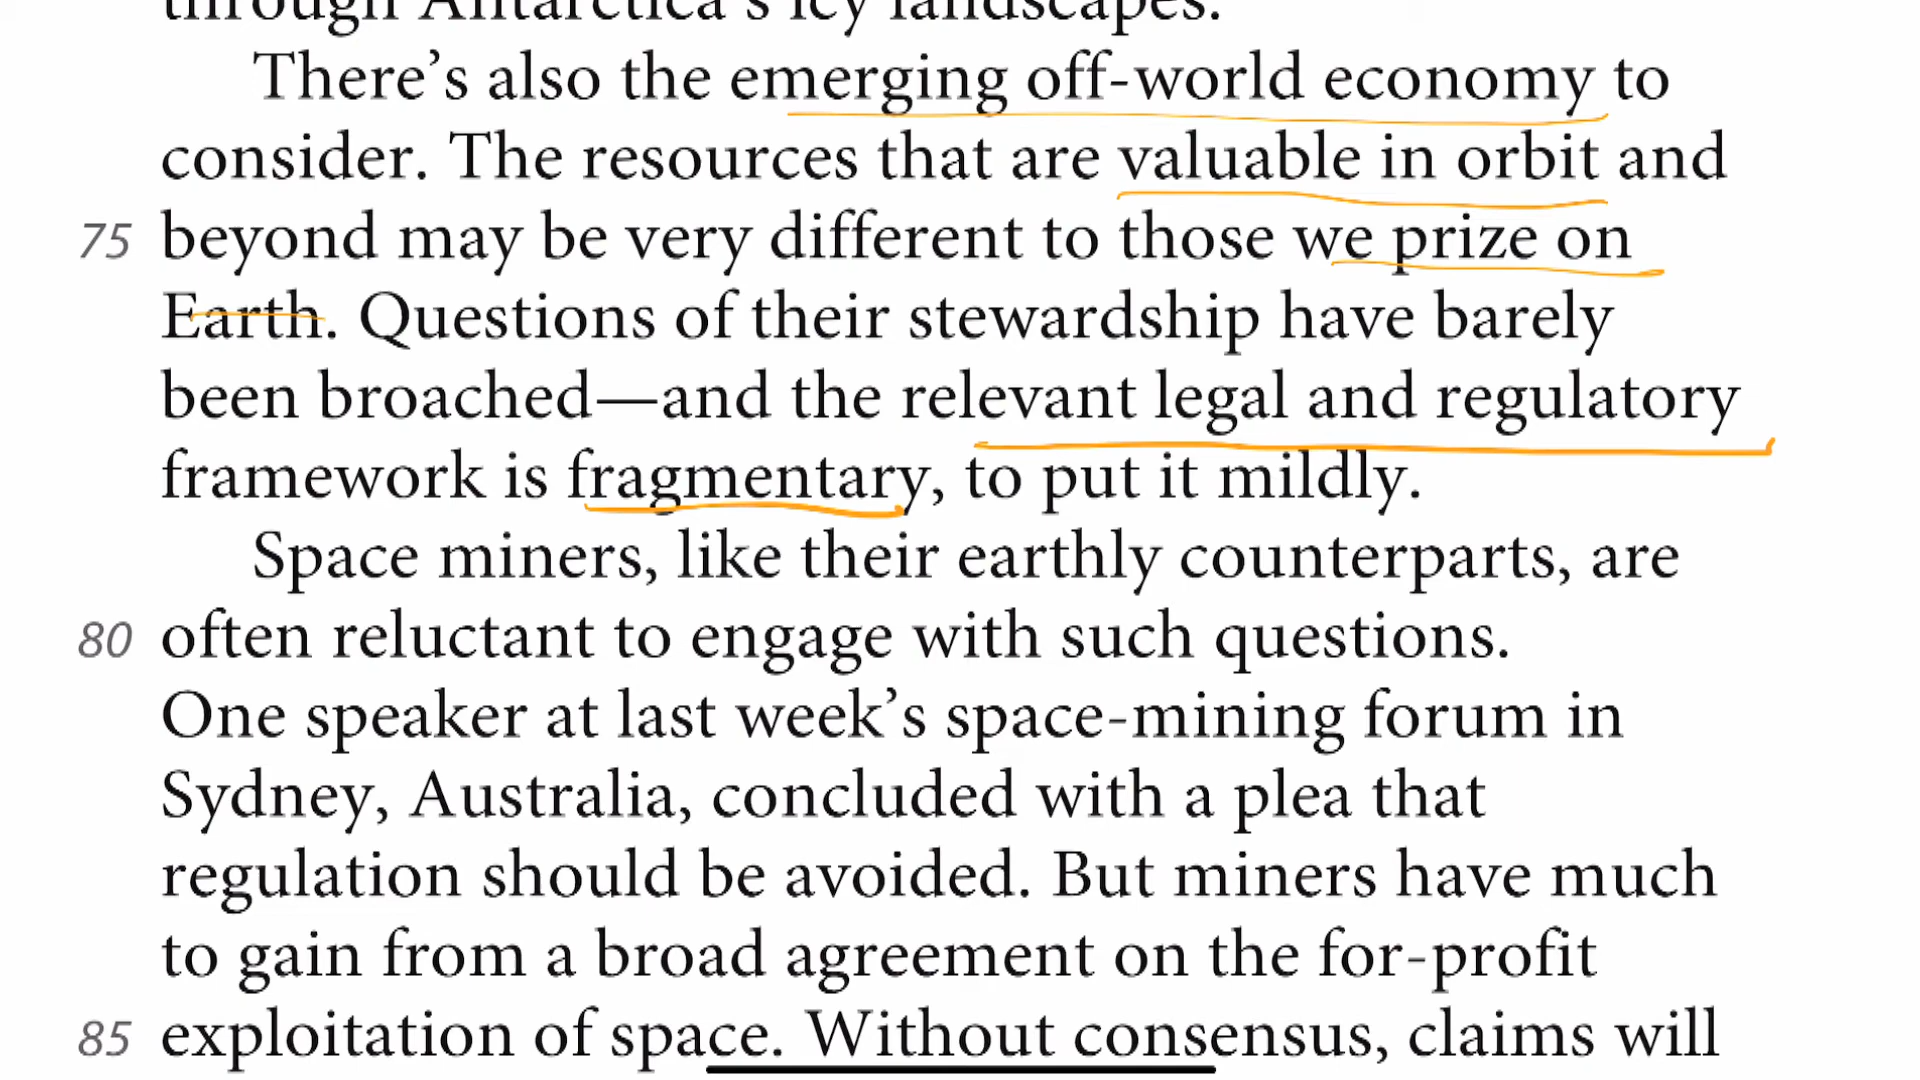 through Antarctica's icy landscapes.
There's also the emerging off-world economy to
consider. The resources that are valuable in orbit and
75 beyond may be very different to those we prize on
Earth. Questions of their stewardship have barely
been broached—and the relevant legal and regulatory
framework is fragmentary, to put it mildly.
Space miners, like their earthly counterparts, are
80 often reluctant to engage with such questions.
One speaker at last week's space-mining forum in
Sydney, Australia, concluded with a plea that
regulation should be avoided. But miners have much
to gain from a broad agreement on the for-profit
85 exploitation of space. Without consensus, claims will